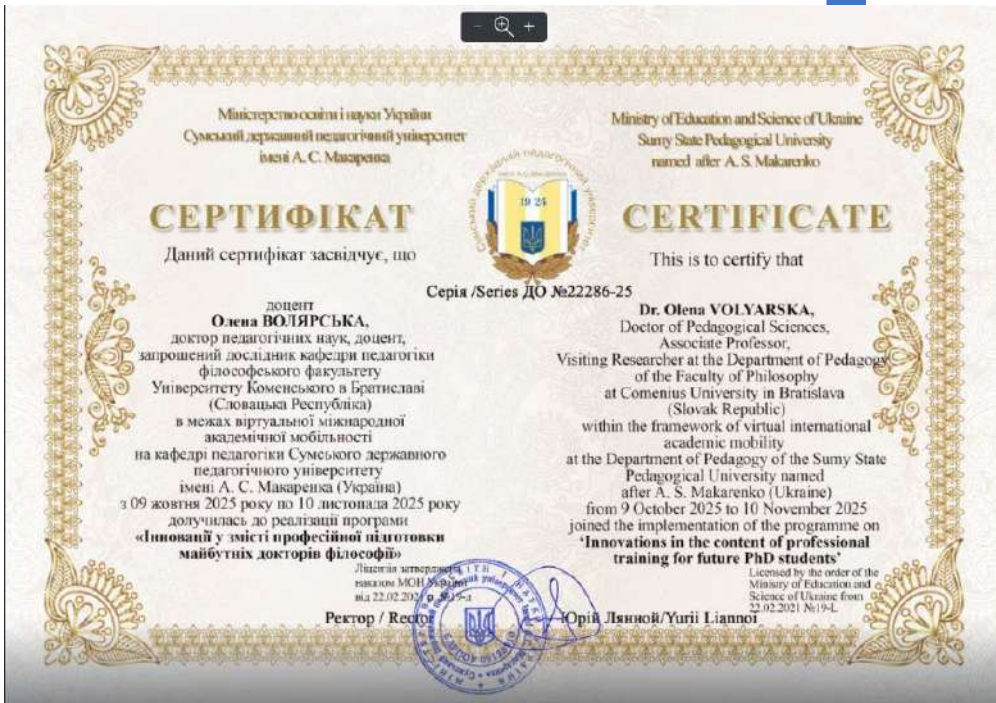 Міністерство освіти і науки України
Сумський державний педагогічний університет
імені А. С. Макаренка
СЕРТИФІКАТ
Даний сертифікат засвідчує, що
Ministry of Education and Science of Ukraine
Sumy State Pedagogical University
named after A. S. Makarenko
CERTIFICATE
This is to certify that
19 24
Серія /Series ДО №22286-25
доцент
Олена ВОЛЯРСЬКА,
доктор педагогічних наук, доцент,
запрошений дослідник кафедри педагогіки
філософського факультету
Університету Коменського в Братиславі
(Словацька Республіка)
в межах віртуальної міжнародної
академічної мобільності
на кафедрі педагогіки Сумського державного
педагогічного університету
імені А. С. Макаренка (Україна)
з 09 жовтня 2025 року по 10 листопада 2025 року
долучилась до реалізації програми
«Інновації у змісті професійної підготовки
майбутніх докторів філософії»
Ліцензія затверджена
наказом МОН України
від 22.02.2021 р. №19-л
Dr. Olena VOLYARSKA,
Doctor of Pedagogical Sciences,
Associate Professor,
Visiting Researcher at the Department of Pedagogy
of the Faculty of Philosophy
at Comenius University in Bratislava
(Slovak Republic)
within the framework of virtual international
academic mobility
at the Department of Pedagogy of the Sumy State
Pedagogical University named
after A. S. Makarenko (Ukraine)
from 9 October 2025 to 10 November 2025
joined the implementation of the programme on
'Innovations in the content of professional
training for future PhD students'
Licensed by the order of the
Ministry of Education and
Science of Ukraine from
22.02.2021 №19-L
Ректор / Rector
Юрій Лянной/Yurii Liannoi